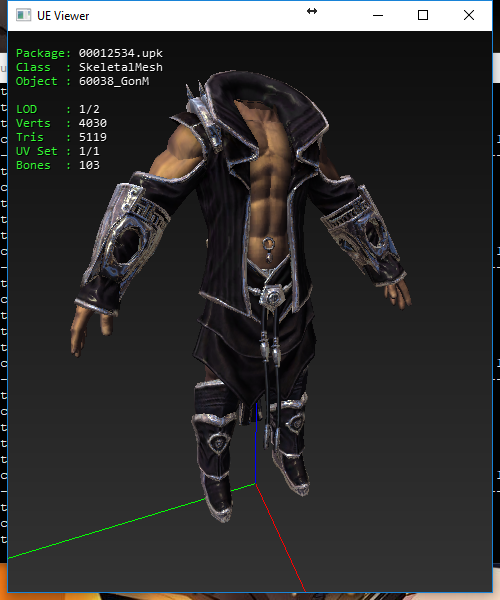 UE Viewer
Package: 00012534.upk
Class : SkeletalMesh
Object : 60038_GonM
LOD : 1/2
Verts : 4030
Tris : 5119
UV Set : 1/1
Bones : 103